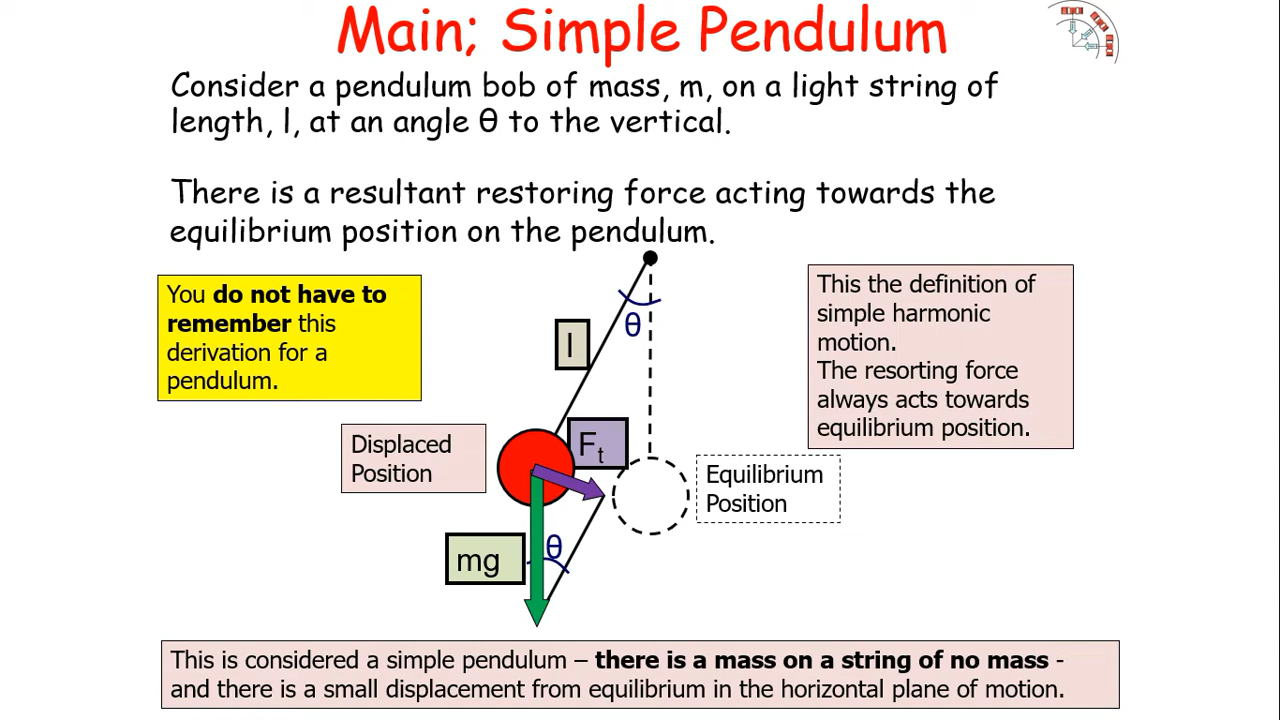 Main; Simple Pendulum
Consider a pendulum bob of mass, m, on a light string of
length, l, at an angle θ to the vertical.
There is a resultant restoring force acting towards the
equilibrium position on the pendulum.
You do not have to
remember this
derivation for a
pendulum.
θ
l
This the definition of
simple harmonic
motion.
The resorting force
always acts towards
equilibrium position.
Displaced
Position
Ft
Equilibrium
Position
mg
θ
This is considered a simple pendulum – there is a mass on a string of no mass -
and there is a small displacement from equilibrium in the horizontal plane of motion.